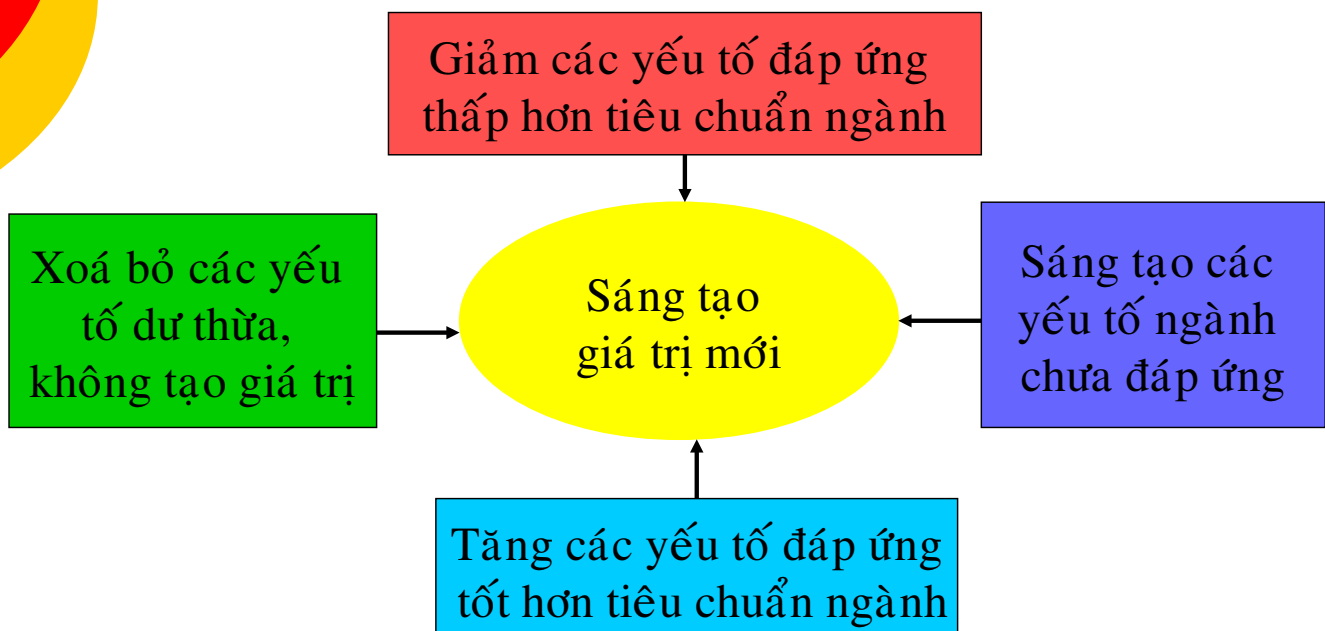 Giảm các yếu tố đáp ứng
thấp hơn tiêu chuẩn ngành
Xoá bỏ các yếu
tố dư thừa,
không tạo giá trị
Sáng tạo
giá trị mới
Sáng tạo các
yếu tố ngành
chưa đáp ứng
Tăng các yếu tố đáp ứng
tốt hơn tiêu chuẩn ngành